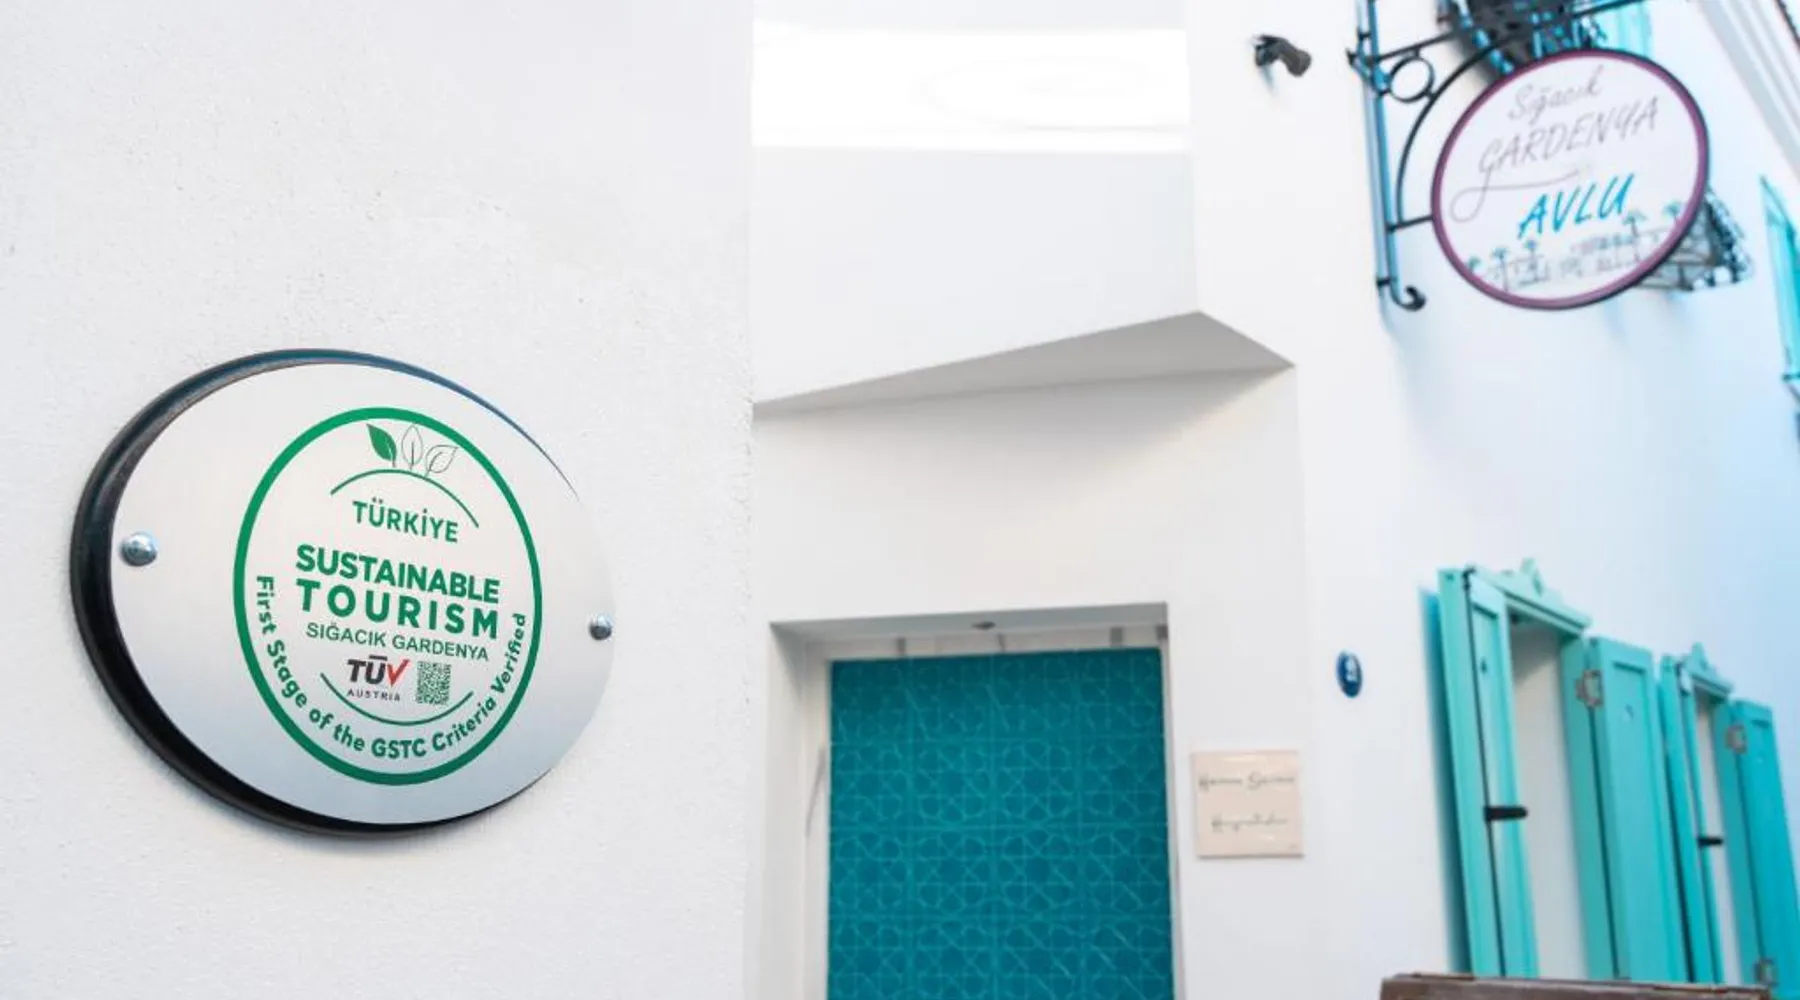 TÜRKİYE
SUSTAINABLE
TOURISM
SIĞACIK GARDENYA
TÜV
AUSTRIA
First Stage of the GSTC Criteria Verified
Sığacık
GARDENYA
AVLU